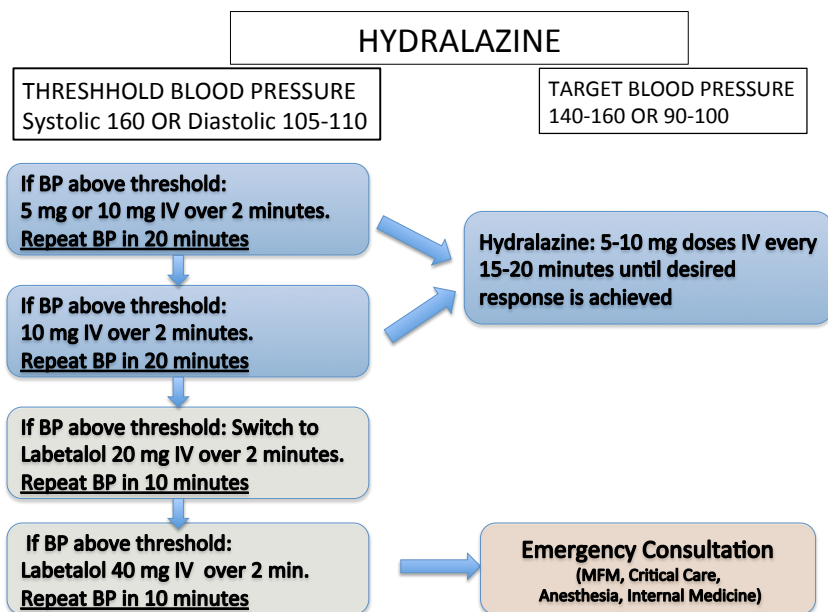 HYDRALAZINE
THRESHHOLD BLOOD PRESSURE
Systolic 160 OR Diastolic 105-110
TARGET BLOOD PRESSURE
140-160 OR 90-100
If BP above threshold:
5 mg or 10 mg IV over 2 minutes.
Repeat BP in 20 minutes
Hydralazine: 5-10 mg doses IV every
15-20 minutes until desired
response is achieved
If BP above threshold:
10 mg IV over 2 minutes.
Repeat BP in 20 minutes
If BP above threshold: Switch to
Labetalol 20 mg IV over 2 minutes.
Repeat BP in 10 minutes
If BP above threshold:
Labetalol 40 mg IV over 2 min.
Repeat BP in 10 minutes
Emergency Consultation
(MFM, Critical Care,
Anesthesia, Internal Medicine)